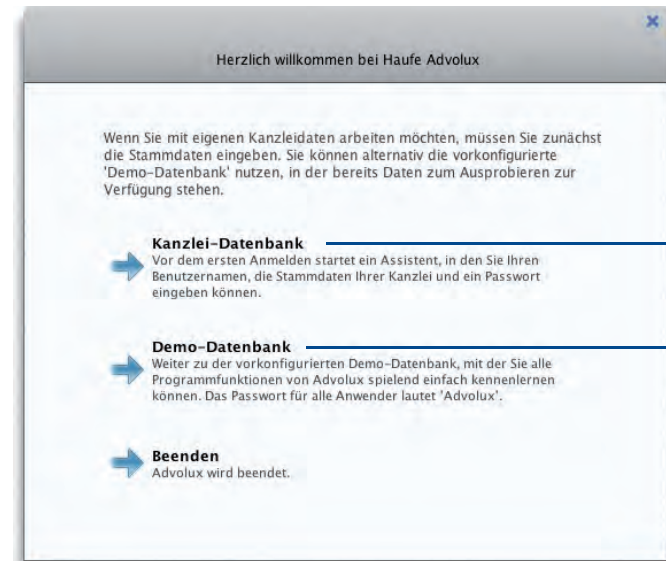 Herzlich willkommen bei Haufe Advolux
Wenn Sie mit eigenen Kanzleidaten arbeiten möchten, müssen Sie zunächst
die Stammdaten eingeben. Sie können alternativ die vorkonfigurierte
'Demo-Datenbank' nutzen, in der bereits Daten zum Ausprobieren zur
Verfügung stehen.
Kanzlei-Datenbank
Vor dem ersten Anmelden startet ein Assistent, in den Sie Ihren
Benutzernamen, die Stammdaten Ihrer Kanzlei und ein Passwort
eingeben können.
Demo-Datenbank
Weiter zu der vorkonfigurierten Demo-Datenbank, mit der Sie alle
Programmfunktionen von Advolux spielend einfach kennenlernen
können. Das Passwort für alle Anwender lautet 'Advolux'.
Beenden
Advolux wird beendet.